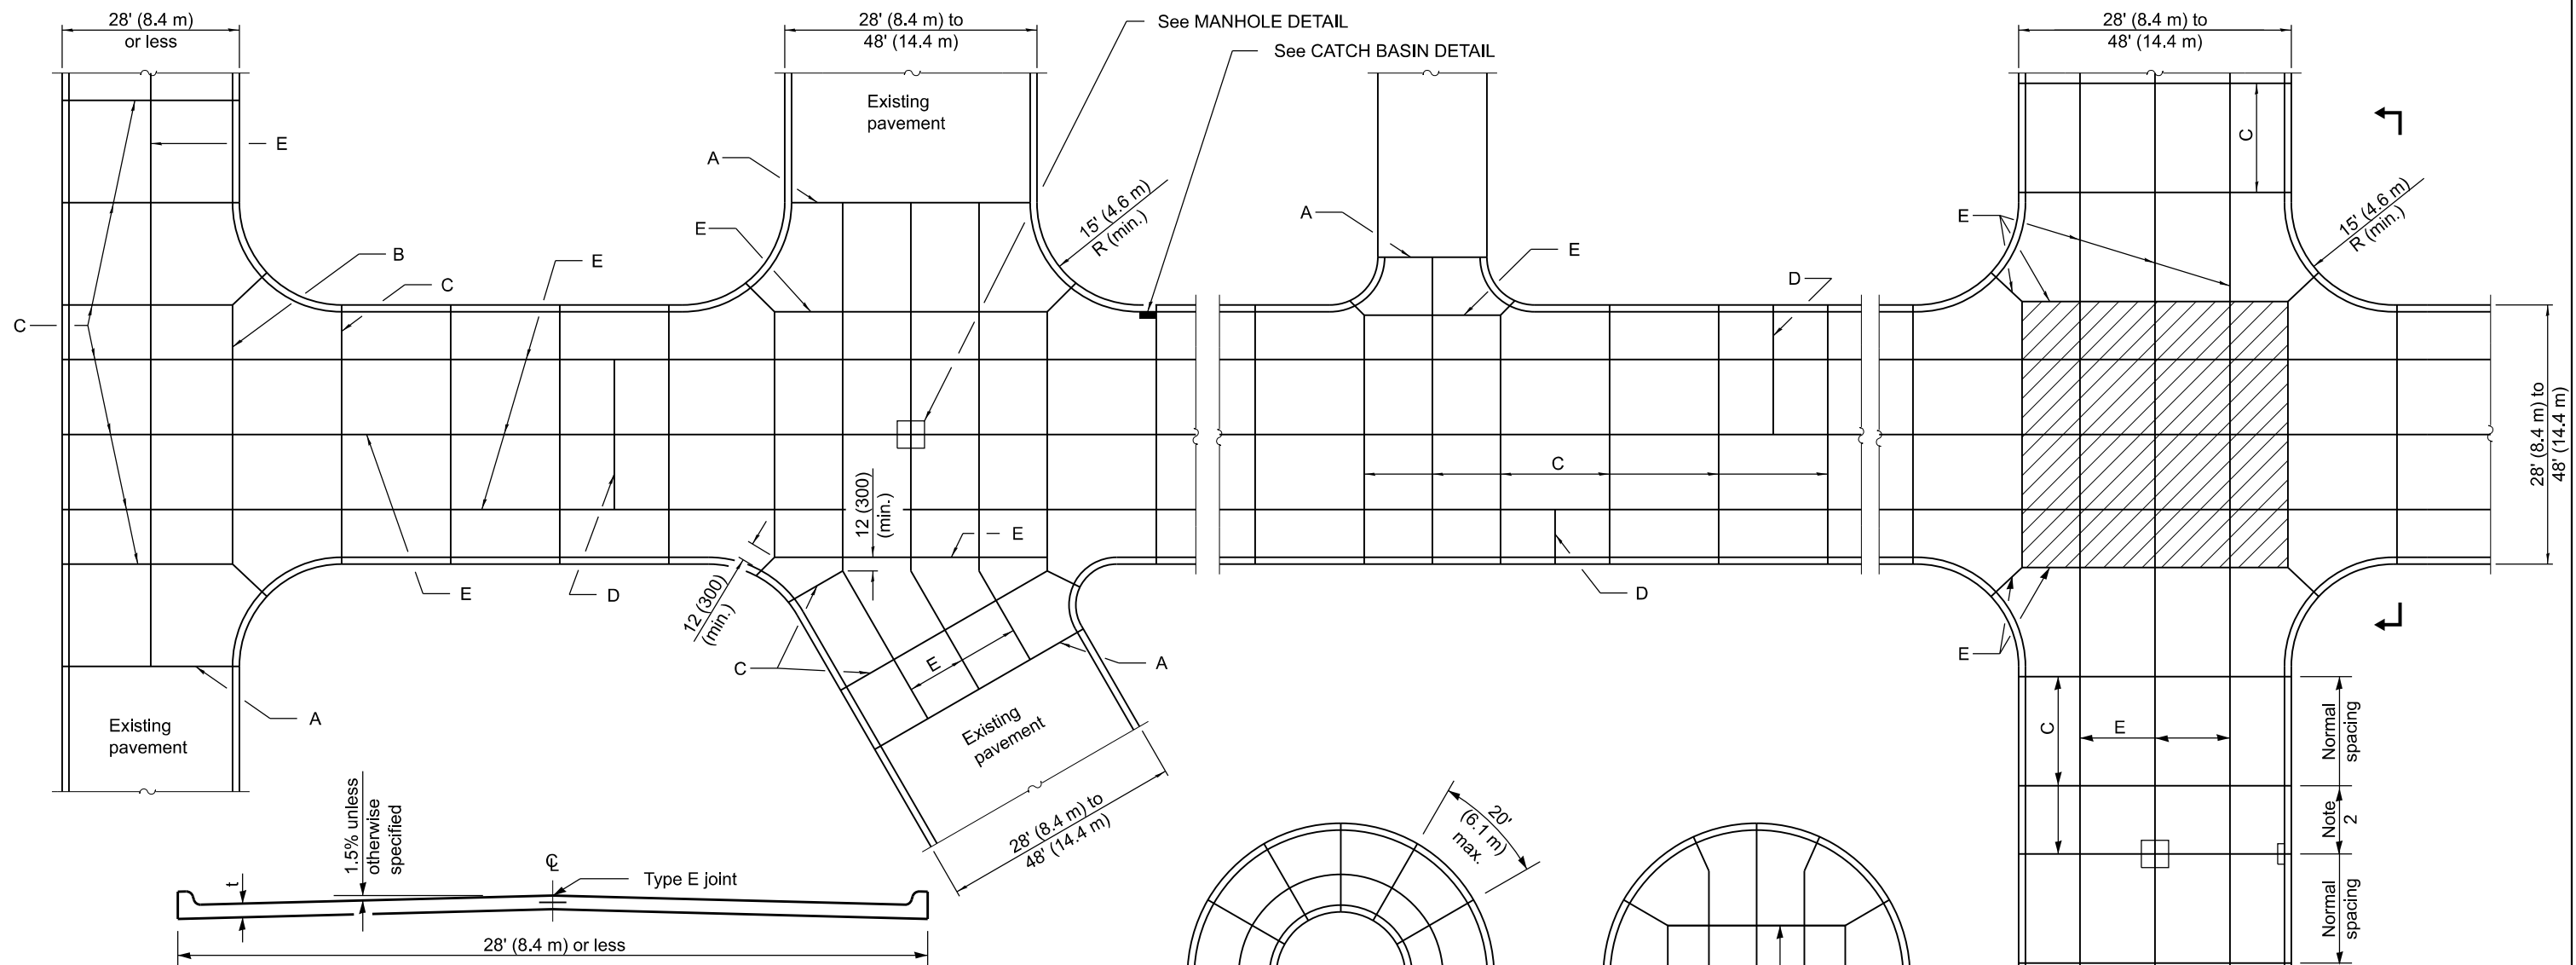 28' (8.4 m)
or less
28' (8.4 m) to
48' (14.4 m)
See MANHOLE DETAIL
See CATCH BASIN DETAIL
28' (8.4 m) to
48' (14.4 m)
Existing
pavement
E
A
C
E
B
E
C
E
15' (4.6 m)
R (min.)
A
E
D
E
15' (4.6 m)
R (min.)
C
C
28' (8.4 m) to
48' (14.4 m)
12 (300)
(min.)
E
E
D
12 (300)
(min.)
D
C
E
A
E
A
Existing
pavement
Existing
pavement
C
E
Normal
spacing
28' (8.4 m) to
48' (14.4 m)
1.5% unless
otherwise
specified
t
℄
Type E joint
20'
(6.1 m)
max.
Note
2
Normal
spacing
28' (8.4 m) or less